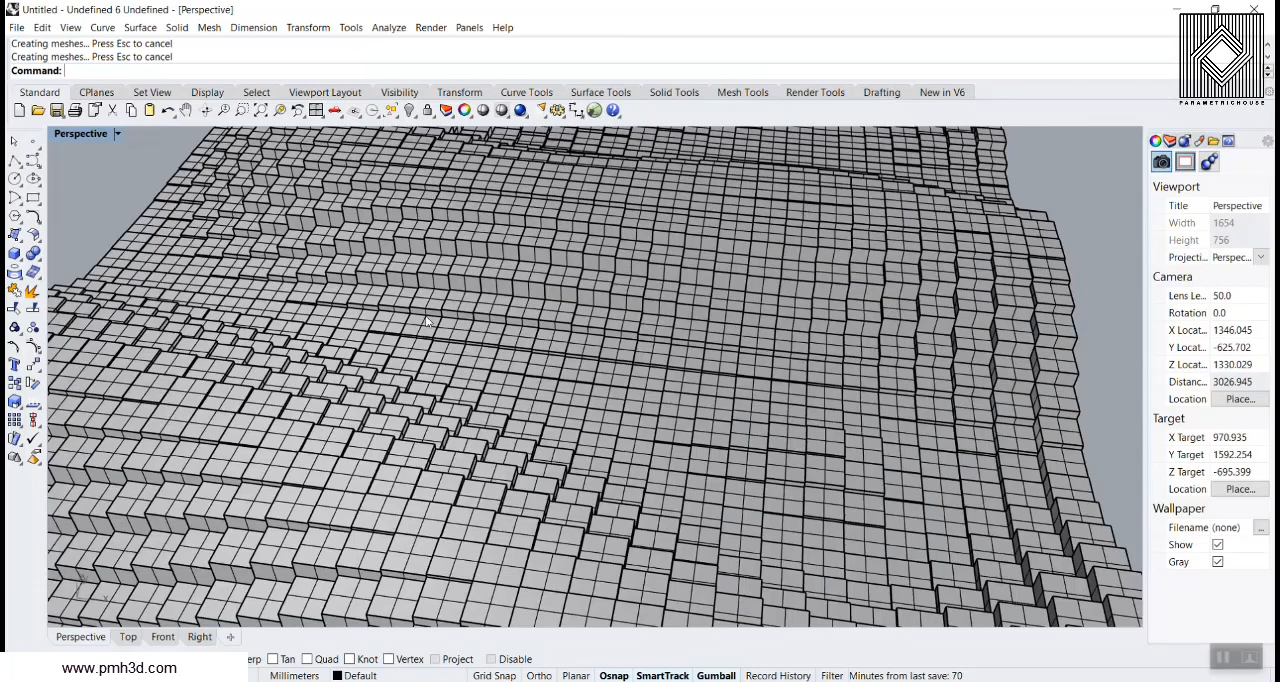 Untitled - Undefined 6 Undefined - [Perspective]
File Edit View Curve Surface Solid Mesh Dimension Transform Tools Analyze Render Panels Help
Creating meshes... Press Esc to cancel
Creating meshes... Press Esc to cancel
Command:
PARAMETRICHOUSE
Standard CPlanes Set View Display Select Viewport Layout Visibility Transform Curve Tools Surface Tools Solid Tools Mesh Tools Render Tools Drafting New in V6
Perspective
Viewport
Title Perspective
Width 1654
Height 756
Projecti... Perspec...
Camera
Lens Le... 50.0
Rotation 0.0
X Locat... 1346.045
Y Locat... -625.702
Z Locat... 1330.029
Distanc... 3026.945
Location Place...
Target
X Target 970.935
Y Target 1592.254
Z Target -695.399
Location Place...
Wallpaper
Filename (none) ...
Show
Gray
Perspective Top Front Right
erp Tan Quad Knot Vertex Project Disable
www.pmh3d.com
Millimeters Default Grid Snap Ortho Planar Osnap SmartTrack Gumball Record History Filter Minutes from last save: 70